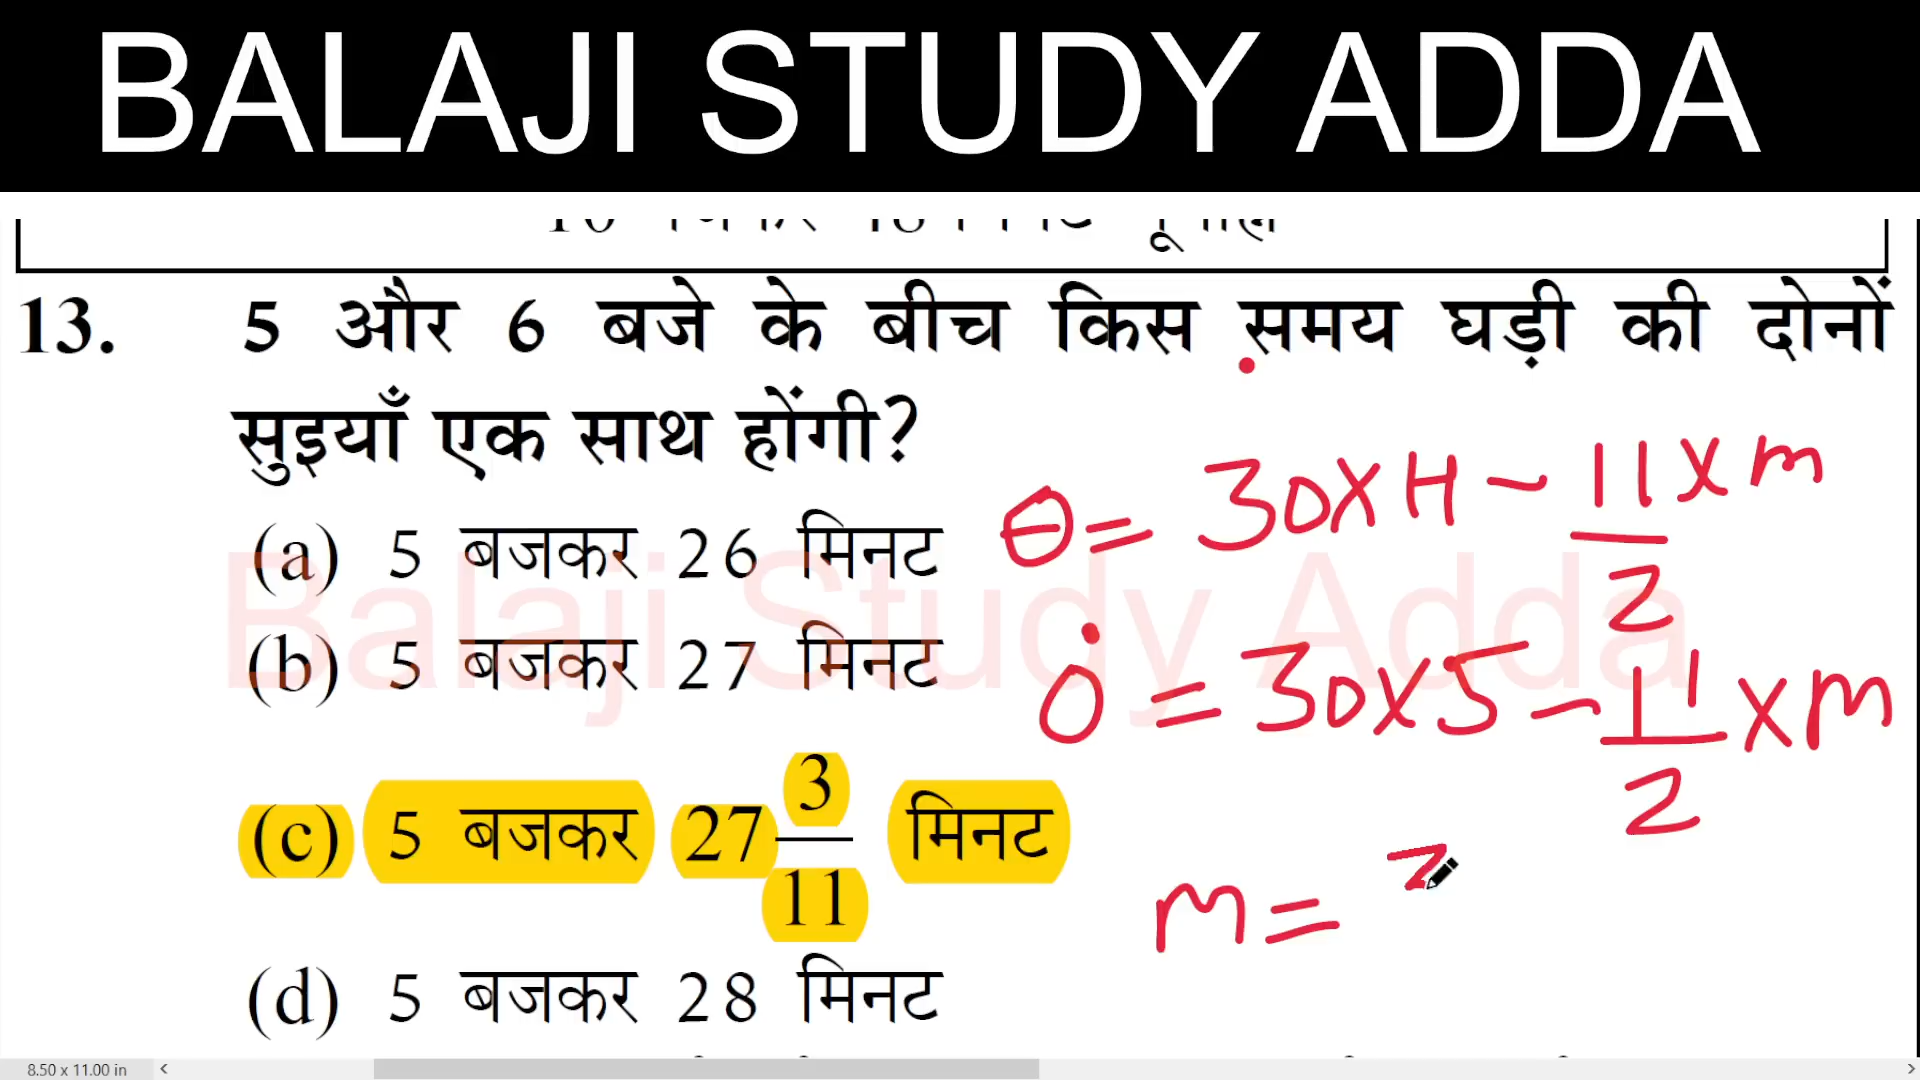 BALAJI STUDY ADDA
13. 5 और 6 बजे के बीच किस समय घड़ी की दोनों
सुइयाँ एक साथ होंगी?
(a) 5 बजकर 26 मिनट
(b) 5 बजकर 27 मिनट
(c) 5 बजकर 27 3/11 मिनट
(d) 5 बजकर 28 मिनट
θ = 30×H - 11/2 × m
0 = 30×5 - 11/2 × m
m =
Balaji Study Adda
8.50 x 11.00 in